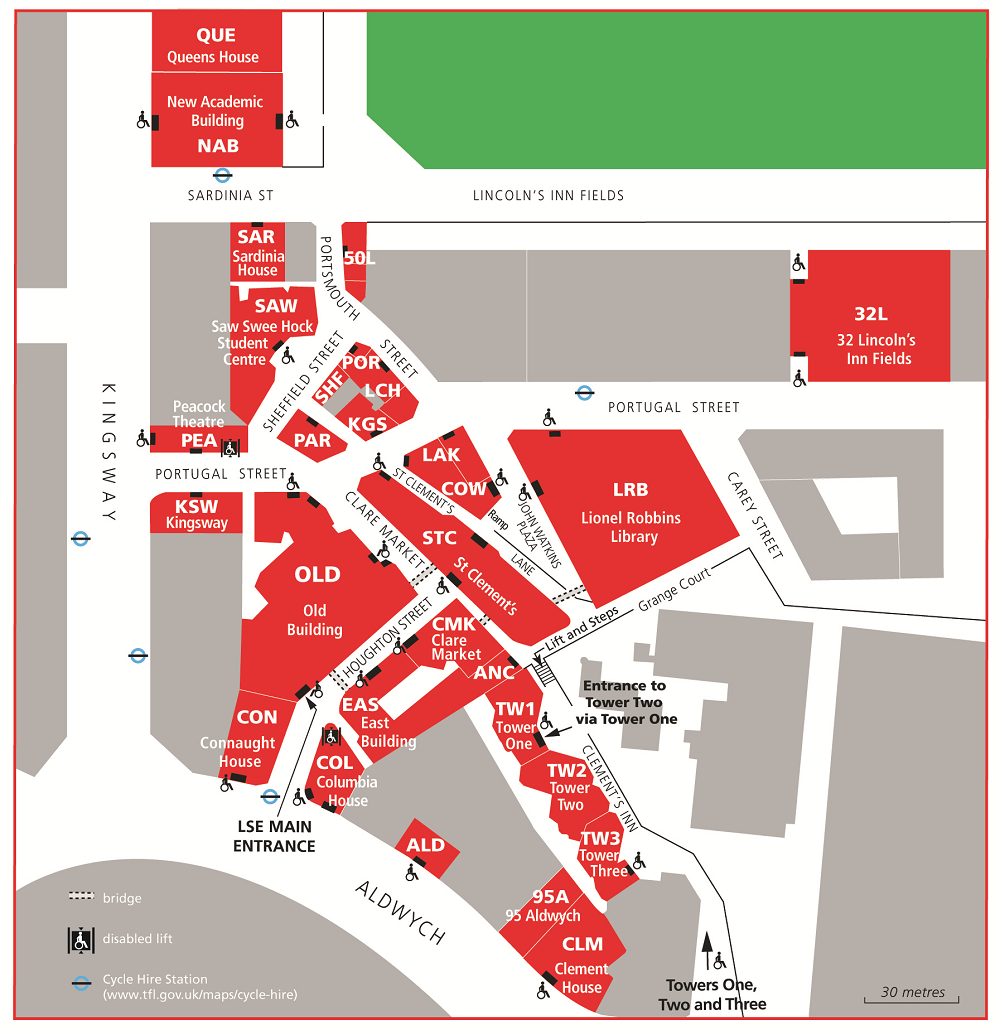 QUE
Queens House
New Academic
Building
NAB
SARDINIA ST
LINCOLN'S INN FIELDS
SAR
Sardinia
House
PORTSMOUTH
STREET
50L
32L
32 Lincoln's
Inn Fields
SAW
Saw Swee Hock
Student
Centre
SHEFFIELD STREET
POR
SHF
LCH
KGS
PAR
PORTUGAL STREET
KINGSWAY
Peacock
Theatre
PEA
PORTUGAL STREET
KSW
Kingsway
LAK
COW
ST CLEMENT'S
LANE
Ramp
JOHN WATKINS
PLAZA
LRB
Lionel Robbins
Library
CAREY STREET
CLARE MARKET
STC
St Clement's
OLD
Old
Building
HOUGHTON STREET
CMK
Clare
Market
ANC
Lift and Steps
Grange Court
EAS
East
Building
CON
Connaught
House
COL
Columbia
House
LSE MAIN
ENTRANCE
TW1
Tower
One
Entrance to
Tower Two
via Tower One
TW2
Tower
Two
CLEMENT'S INN
TW3
Tower
Three
ALD
ALDWYCH
95A
95 Aldwych
CLM
Clement
House
Towers One,
Two and Three
bridge
disabled lift
Cycle Hire Station
(www.tfl.gov.uk/maps/cycle-hire)
30 metres